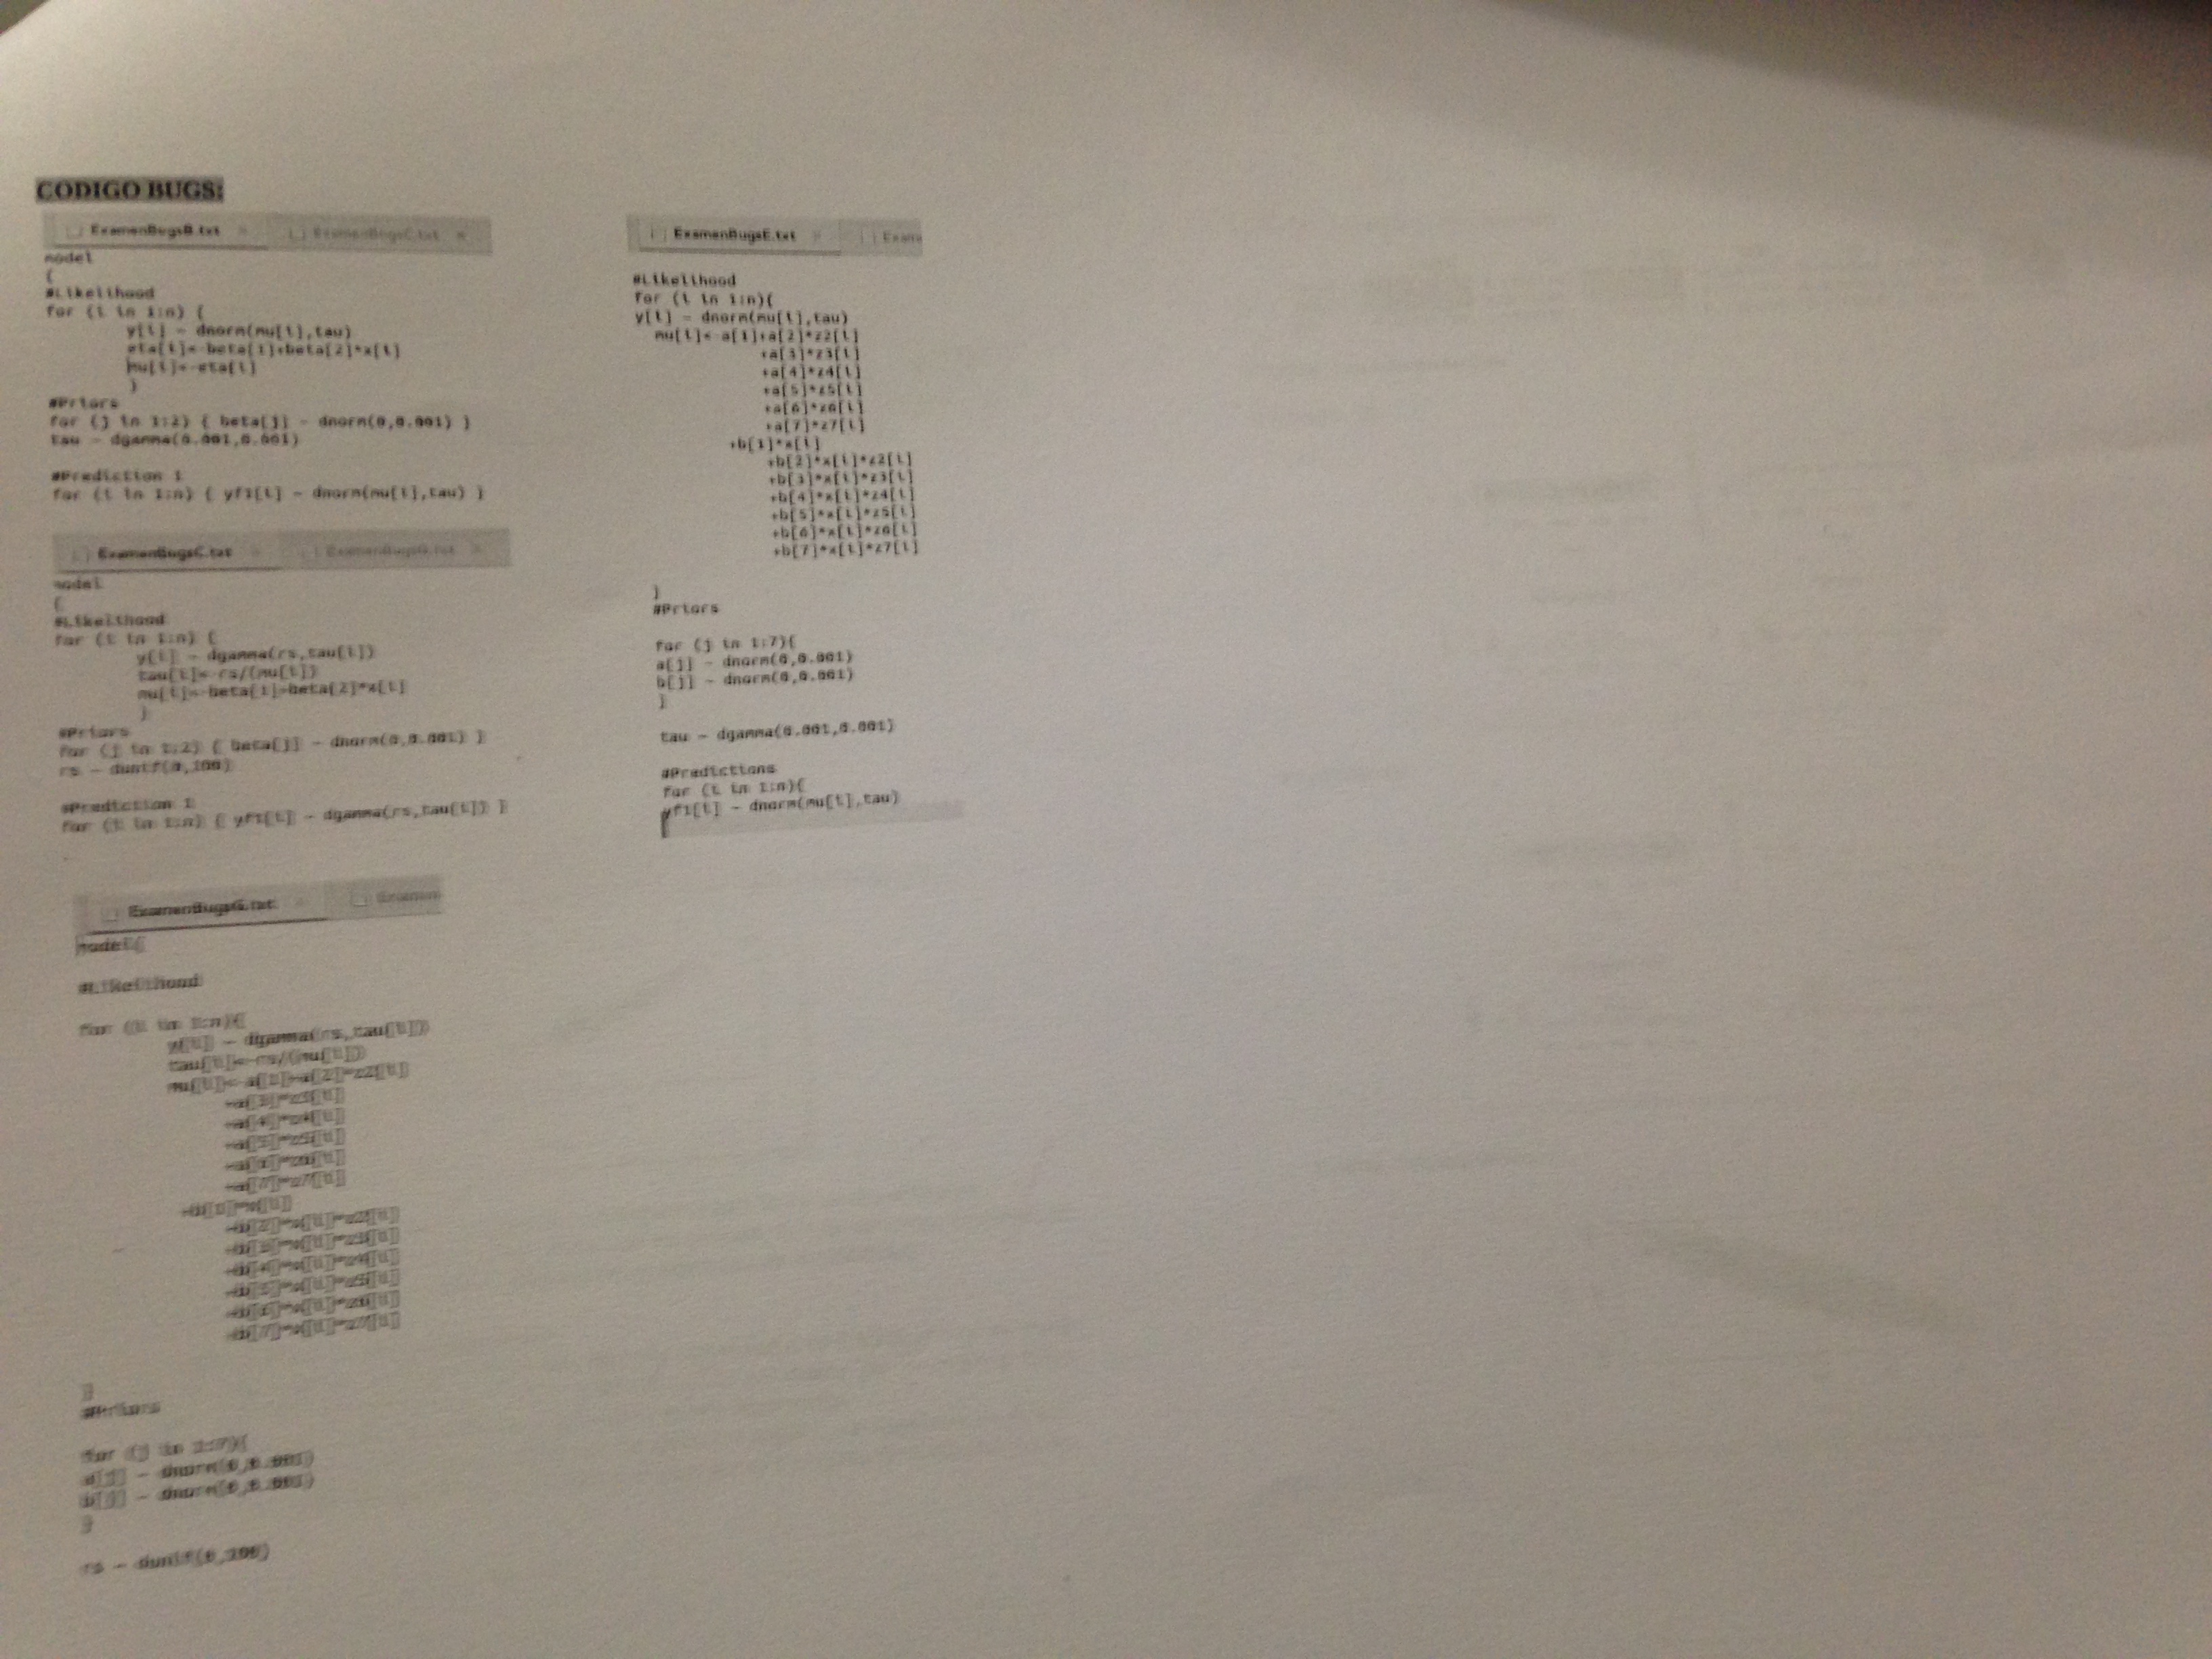 CODIGO BUGS:
ExamenBugsB.txt
ExamenBugsC.txt
model
{
#Likelihood
for (i in 1:n) {
y[i] ~ dnorm(mu[i],tau)
eta[i]<-beta[1]+beta[2]*x[i]
mu[i]<-eta[i]
}
#Priors
for (j in 1:2) { beta[j] ~ dnorm(0,0.001) }
tau ~ dgamma(0.001,0.001)
#Prediction 1
for (i in 1:n) { yf1[i] ~ dnorm(mu[i],tau) }
ExamenBugsC.txt
model
{
#Likelihood
for (i in 1:n) {
y[i] ~ dgamma(rs,tau[i])
tau[i]<-rs/(mu[i])
mu[i]<-beta[1]+beta[2]*x[i]
}
#Priors
for (j in 1:2) { beta[j] ~ dnorm(0,0.001) }
rs ~ dunif(0,100)
#Prediction 1
for (i in 1:n) { yf1[i] ~ dgamma(rs,tau[i]) }
model{
#Likelihood
for (i in 1:n){
y[i] ~ dgamma(rs,tau[i])
tau[i]<-rs/(mu[i])
mu[i]<-a[1]+a[2]*z2[i]
+a[3]*z3[i]
+a[4]*z4[i]
+a[5]*z5[i]
+a[6]*z6[i]
+a[7]*z7[i]
+b[1]*x[i]
+b[2]*x[i]*z2[i]
+b[3]*x[i]*z3[i]
+b[4]*x[i]*z4[i]
+b[5]*x[i]*z5[i]
+b[6]*x[i]*z6[i]
+b[7]*x[i]*z7[i]
}
#Priors
for (j in 1:7){
a[j] ~ dnorm(0,0.001)
b[j] ~ dnorm(0,0.001)
}
rs ~ dunif(0,100)
ExamenBugsE.txt
Exame
#Likelihood
for (i in 1:n){
y[i] ~ dnorm(mu[i],tau)
mu[i]<-a[1]+a[2]*z2[i]
+a[3]*z3[i]
+a[4]*z4[i]
+a[5]*z5[i]
+a[6]*z6[i]
+a[7]*z7[i]
+b[1]*x[i]
+b[2]*x[i]*z2[i]
+b[3]*x[i]*z3[i]
+b[4]*x[i]*z4[i]
+b[5]*x[i]*z5[i]
+b[6]*x[i]*z6[i]
+b[7]*x[i]*z7[i]
}
#Priors
for (j in 1:7){
a[j] ~ dnorm(0,0.001)
b[j] ~ dnorm(0,0.001)
}
tau ~ dgamma(0.001,0.001)
#Predictions
for (i in 1:n){
yf1[i] ~ dnorm(mu[i],tau)